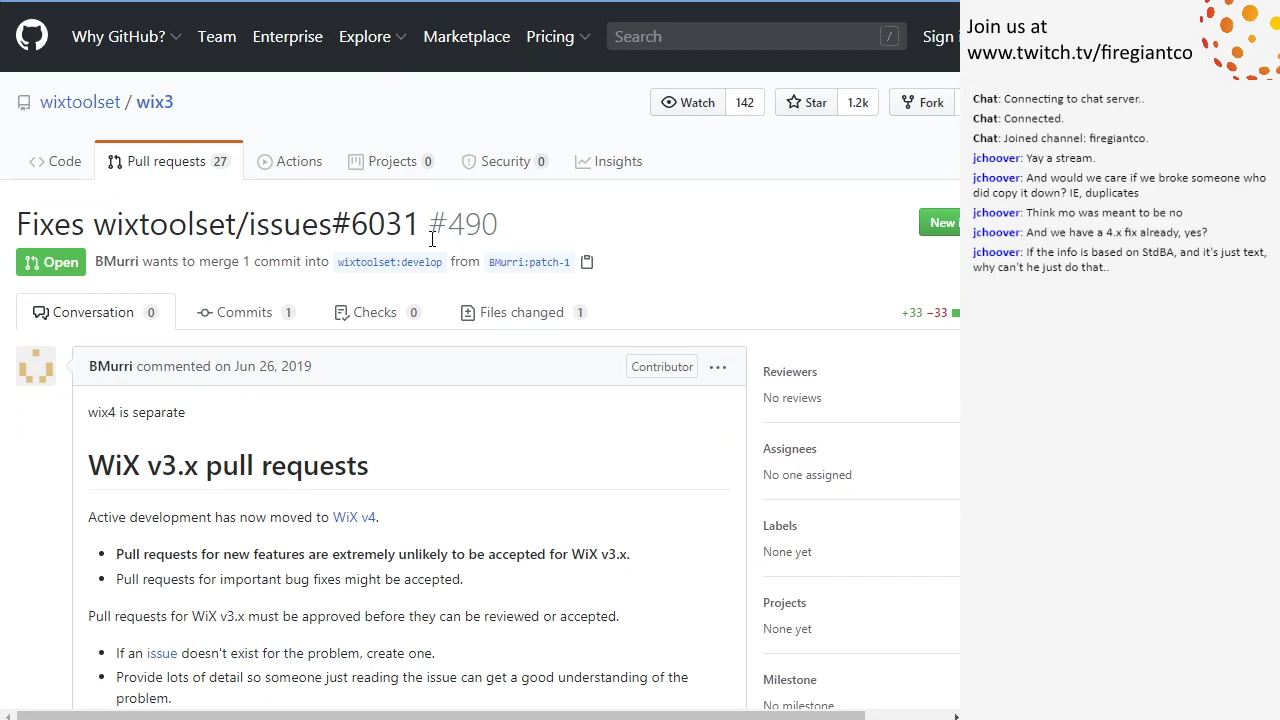 Why GitHub? Team Enterprise Explore Marketplace Pricing Search / Sign
wixtoolset / wix3
Watch 142 Star 1.2k Fork
Code Pull requests 27 Actions Projects 0 Security 0 Insights
Fixes wixtoolset/issues#6031 #490
New i
Open BMurri wants to merge 1 commit into wixtoolset:develop from BMurri:patch-1
Conversation 0 Commits 1 Checks 0 Files changed 1 +33 −33
BMurri commented on Jun 26, 2019 Contributor ...
wix4 is separate
WiX v3.x pull requests
Active development has now moved to WiX v4.
• Pull requests for new features are extremely unlikely to be accepted for WiX v3.x.
• Pull requests for important bug fixes might be accepted.
Pull requests for WiX v3.x must be approved before they can be reviewed or accepted.
• If an issue doesn't exist for the problem, create one.
• Provide lots of detail so someone just reading the issue can get a good understanding of the
problem.
Reviewers
No reviews
Assignees
No one assigned
Labels
None yet
Projects
None yet
Milestone
No milestone
Join us at
www.twitch.tv/firegiantco
Chat: Connecting to chat server..
Chat: Connected.
Chat: Joined channel: firegiantco.
jchoover: Yay a stream.
jchoover: And would we care if we broke someone who
did copy it down? IE, duplicates
jchoover: Think mo was meant to be no
jchoover: And we have a 4.x fix already, yes?
jchoover: If the info is based on StdBA, and it's just text,
why can't he just do that..